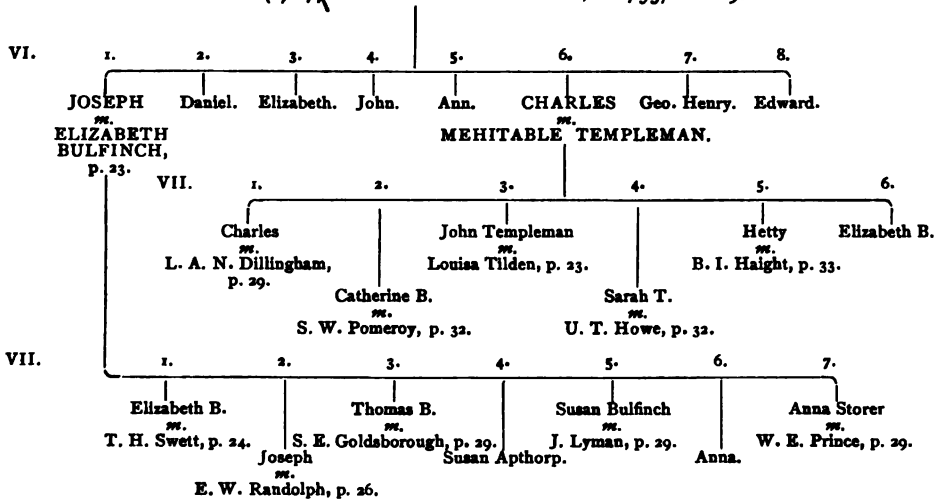 VI. 1. 2. 3. 4. 5. 6. 7. 8.
JOSEPH Daniel. Elizabeth. John. Ann. CHARLES Geo. Henry. Edward.
m. m.
ELIZABETH MEHITABLE TEMPLEMAN.
BULFINCH,
p. 23.
VII. 1. 2. 3. 4. 5. 6.
Charles John Templeman Hetty Elizabeth B.
m. m. m.
L. A. N. Dillingham, Louisa Tilden, p. 23. B. I. Haight, p. 33.
p. 29.
Catherine B. Sarah T.
m. m.
S. W. Pomeroy, p. 32. U. T. Howe, p. 32.
VII. 1. 2. 3. 4. 5. 6. 7.
Elizabeth B. Thomas B. Susan Bulfinch Anna Storer
m. m. m. m.
T. H. Swett, p. 24. S. E. Goldsborough, p. 29. J. Lyman, p. 29. W. E. Prince, p. 29.
Joseph Susan Apthorp. Anna.
m.
E. W. Randolph, p. 26.